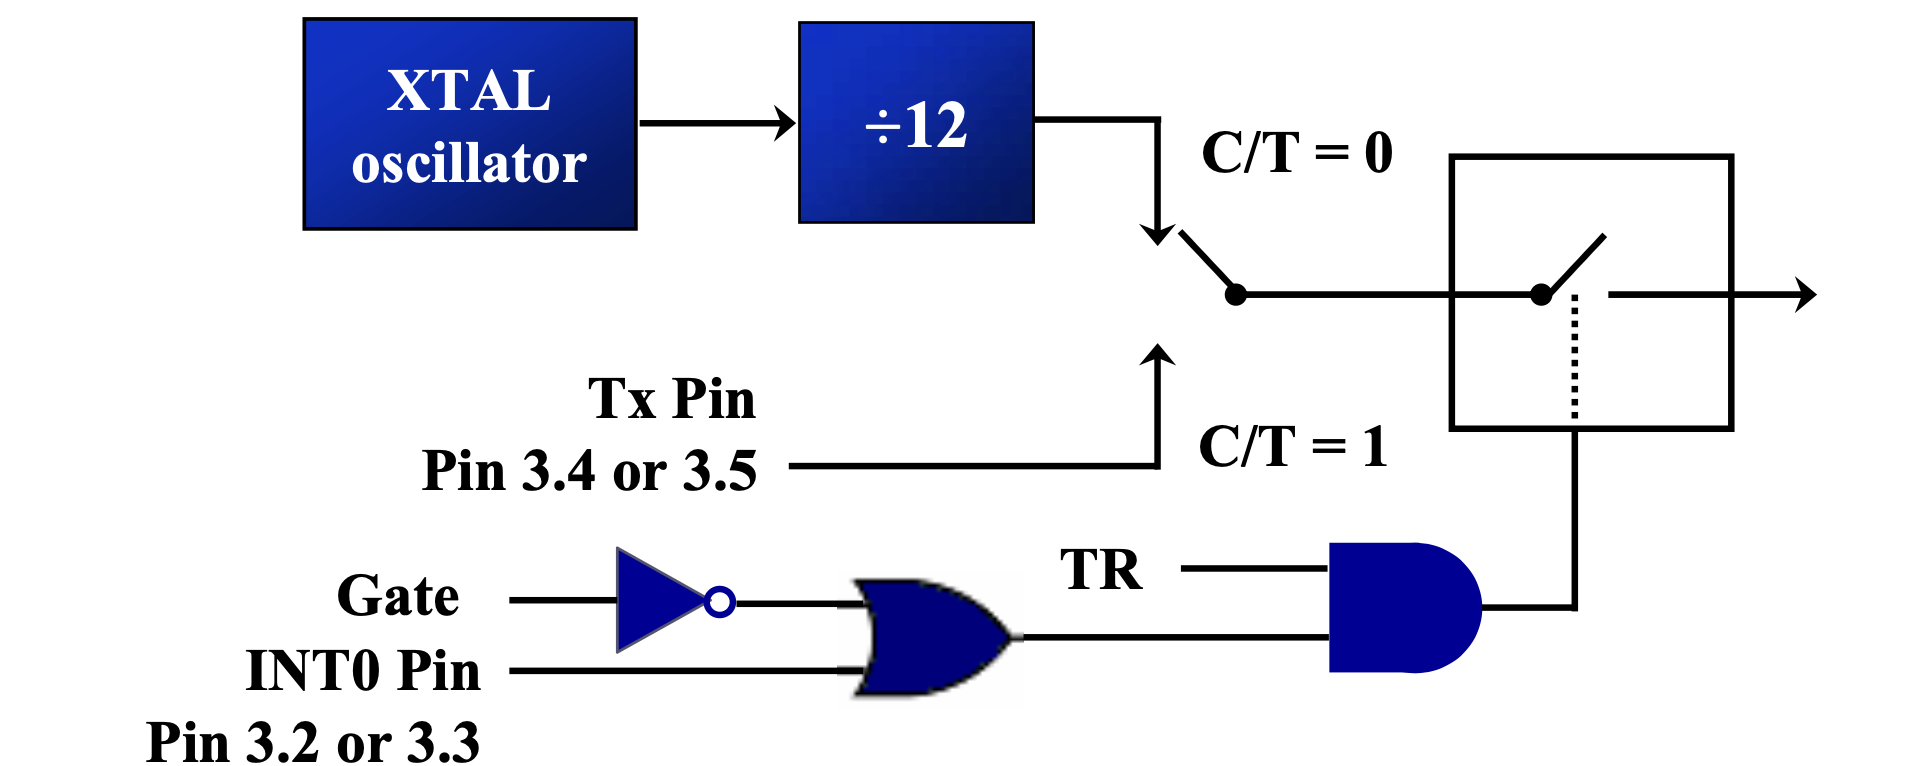 XTAL
oscillator
÷12
C/T = 0
Tx Pin
Pin 3.4 or 3.5
C/T = 1
Gate
TR
INT0 Pin
Pin 3.2 or 3.3